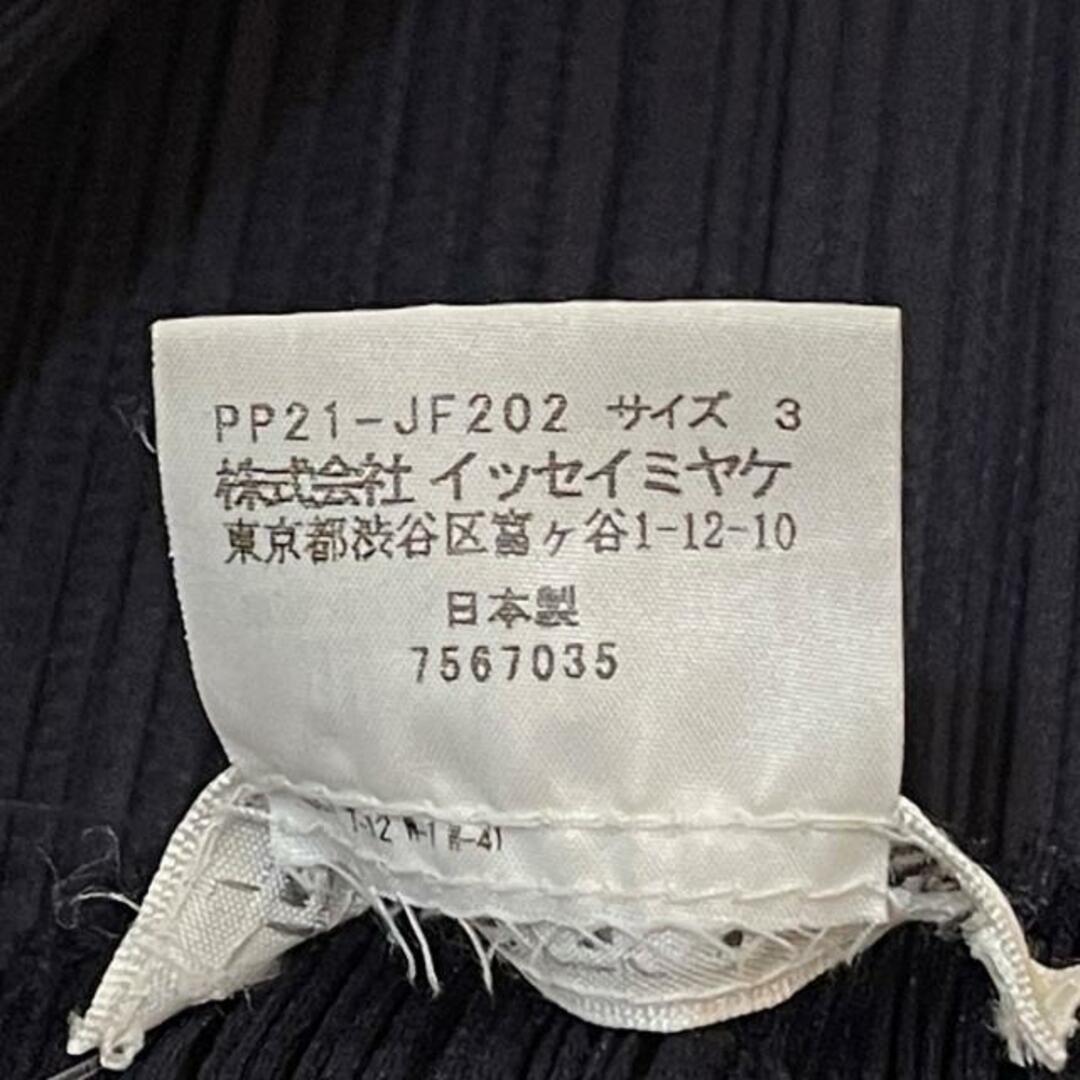 PP21-JF202 サイズ 3
株式会社イッセイミヤケ
東京都渋谷区富ヶ谷1-12-10
日本製
7567035